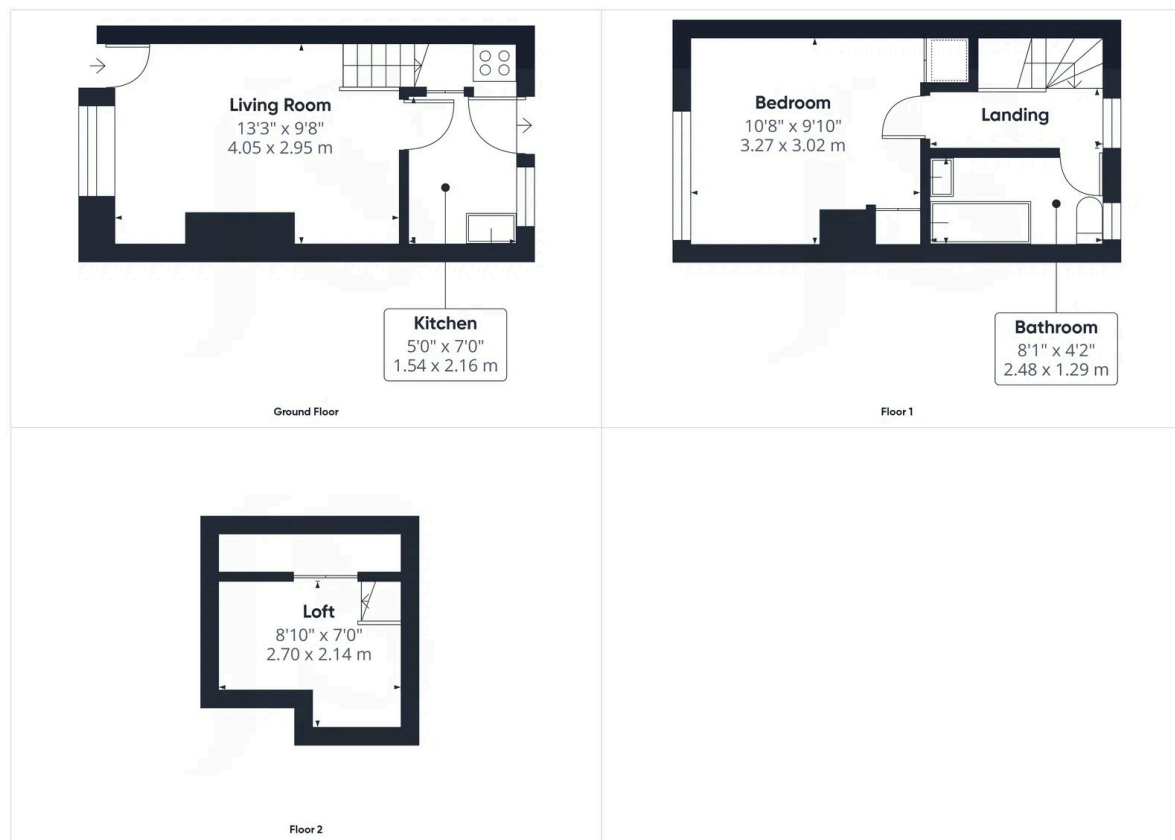 Living Room
13'3" x 9'8"
4.05 x 2.95 m
Kitchen
5'0" x 7'0"
1.54 x 2.16 m
Ground Floor
Bedroom
10'8" x 9'10"
3.27 x 3.02 m
Landing
Bathroom
8'1" x 4'2"
2.48 x 1.29 m
Floor 1
Loft
8'10" x 7'0"
2.70 x 2.14 m
Floor 2